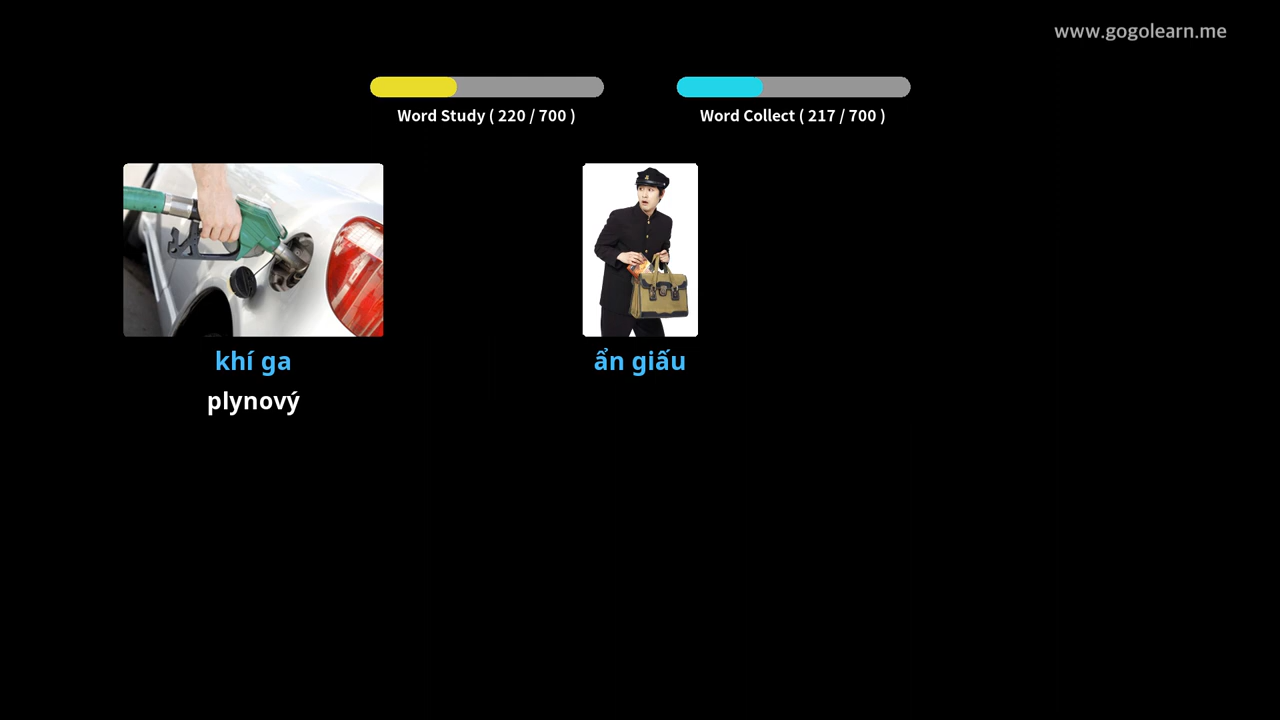 www.gogolearn.me
Word Study ( 220 / 700 )
Word Collect ( 217 / 700 )
khí ga
ẩn giấu
plynový